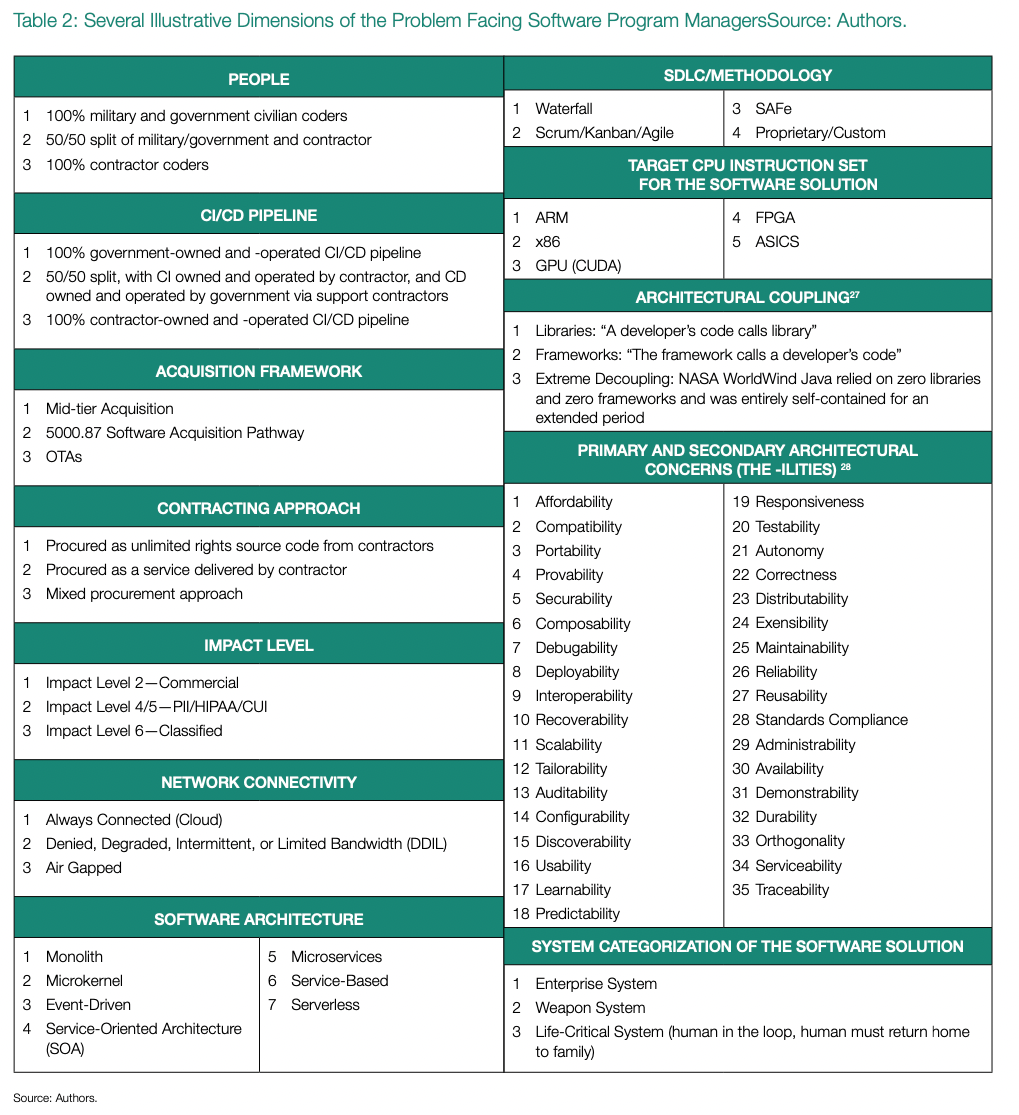 Table 2: Several Illustrative Dimensions of the Problem Facing Software Program ManagersSource: Authors.
PEOPLE
1 100% military and government civilian coders
2 50/50 split of military/government and contractor
3 100% contractor coders
CI/CD PIPELINE
1 100% government-owned and -operated CI/CD pipeline
2 50/50 split, with CI owned and operated by contractor, and CD
owned and operated by government via support contractors
3 100% contractor-owned and -operated CI/CD pipeline
ACQUISITION FRAMEWORK
1 Mid-tier Acquisition
2 5000.87 Software Acquisition Pathway
3 OTAs
CONTRACTING APPROACH
1 Procured as unlimited rights source code from contractors
2 Procured as a service delivered by contractor
3 Mixed procurement approach
IMPACT LEVEL
1 Impact Level 2—Commercial
2 Impact Level 4/5—PII/HIPAA/CUI
3 Impact Level 6—Classified
NETWORK CONNECTIVITY
1 Always Connected (Cloud)
2 Denied, Degraded, Intermittent, or Limited Bandwidth (DDIL)
3 Air Gapped
SOFTWARE ARCHITECTURE
1 Monolith
2 Microkernel
3 Event-Driven
4 Service-Oriented Architecture
(SOA)
5 Microservices
6 Service-Based
7 Serverless
SDLC/METHODOLOGY
1 Waterfall
2 Scrum/Kanban/Agile
3 SAFe
4 Proprietary/Custom
TARGET CPU INSTRUCTION SET
FOR THE SOFTWARE SOLUTION
1 ARM
2 x86
3 GPU (CUDA)
4 FPGA
5 ASICS
ARCHITECTURAL COUPLING27
1 Libraries: “A developer’s code calls library”
2 Frameworks: “The framework calls a developer’s code”
3 Extreme Decoupling: NASA WorldWind Java relied on zero libraries
and zero frameworks and was entirely self-contained for an
extended period
PRIMARY AND SECONDARY ARCHITECTURAL
CONCERNS (THE -ILITIES) 28
1 Affordability
2 Compatibility
3 Portability
4 Provability
5 Securability
6 Composability
7 Debugability
8 Deployability
9 Interoperability
10 Recoverability
11 Scalability
12 Tailorability
13 Auditability
14 Configurability
15 Discoverability
16 Usability
17 Learnability
18 Predictability
19 Responsiveness
20 Testability
21 Autonomy
22 Correctness
23 Distributability
24 Exensibility
25 Maintainability
26 Reliability
27 Reusability
28 Standards Compliance
29 Administrability
30 Availability
31 Demonstrability
32 Durability
33 Orthogonality
34 Serviceability
35 Traceability
SYSTEM CATEGORIZATION OF THE SOFTWARE SOLUTION
1 Enterprise System
2 Weapon System
3 Life-Critical System (human in the loop, human must return home
to family)
Source: Authors.